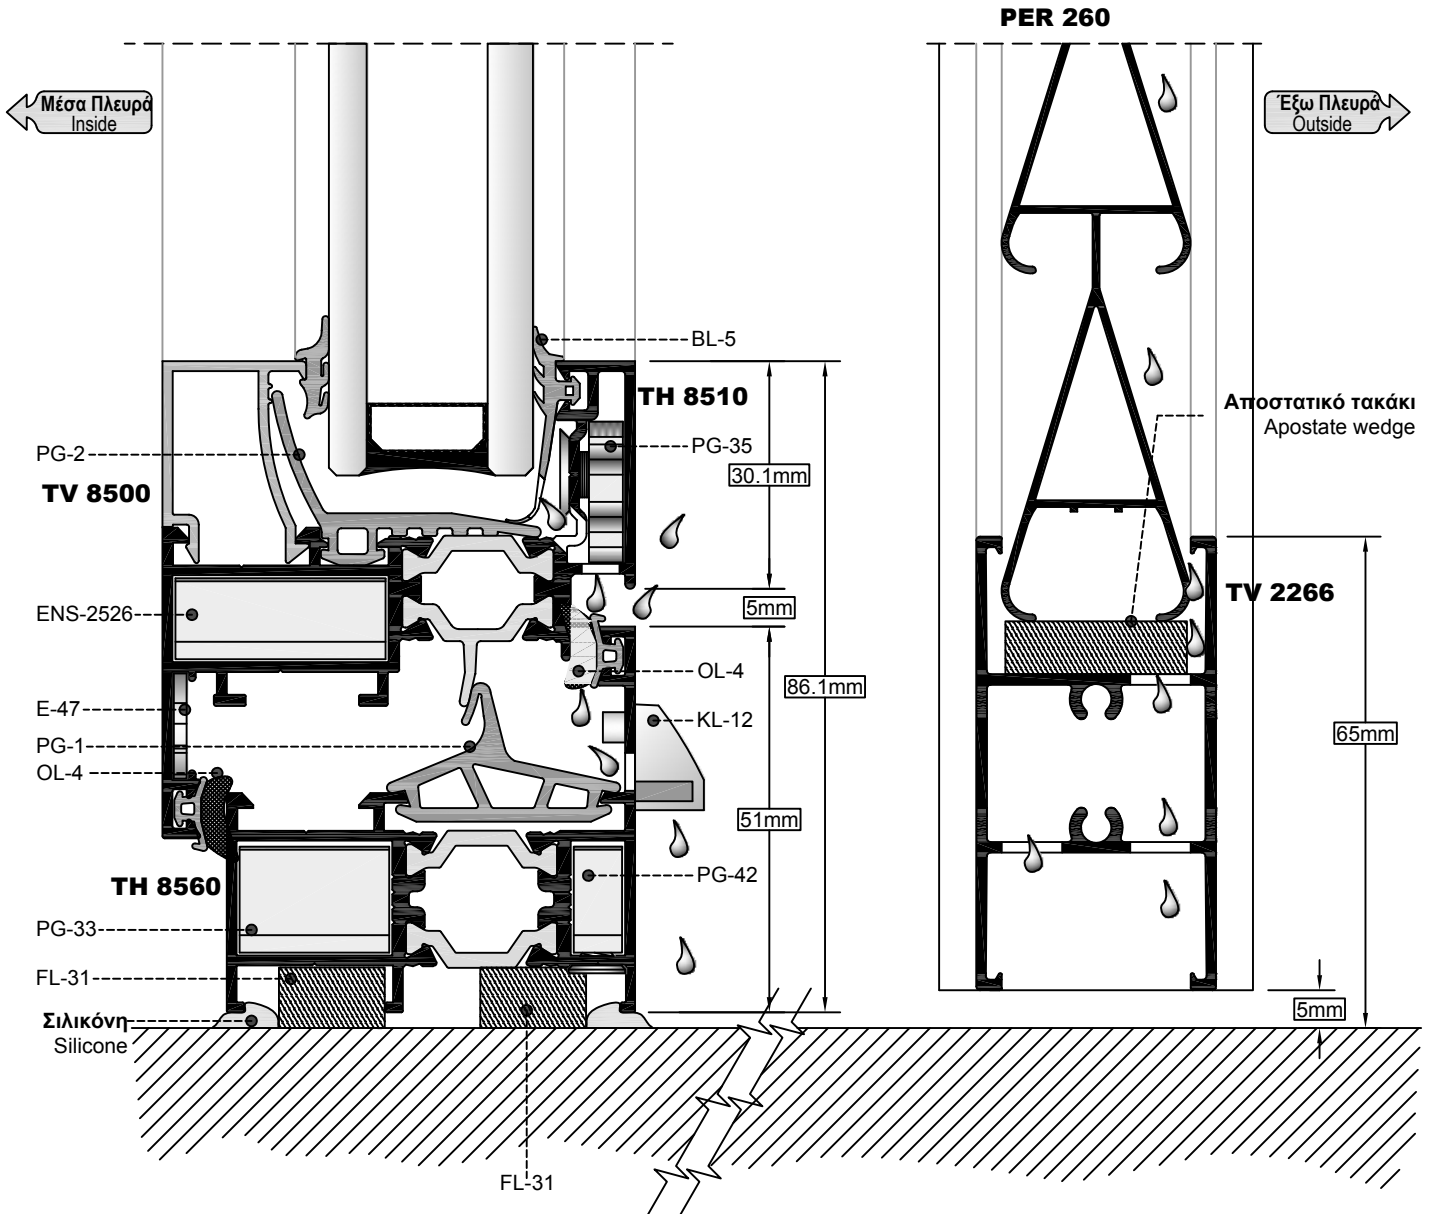 PER 260
Μέσα Πλευρά
Inside
Έξω Πλευρά
Outside
BL-5
TH 8510
Αποστατικό τακάκι
Apostate wedge
PG-2
PG-35
TV 8500
30.1mm
TV 2266
ENS-2526
5mm
OL-4
86.1mm
E-47
KL-12
PG-1
65mm
OL-4
51mm
TH 8560
PG-42
PG-33
FL-31
5mm
Σιλικόνη
Silicone
FL-31